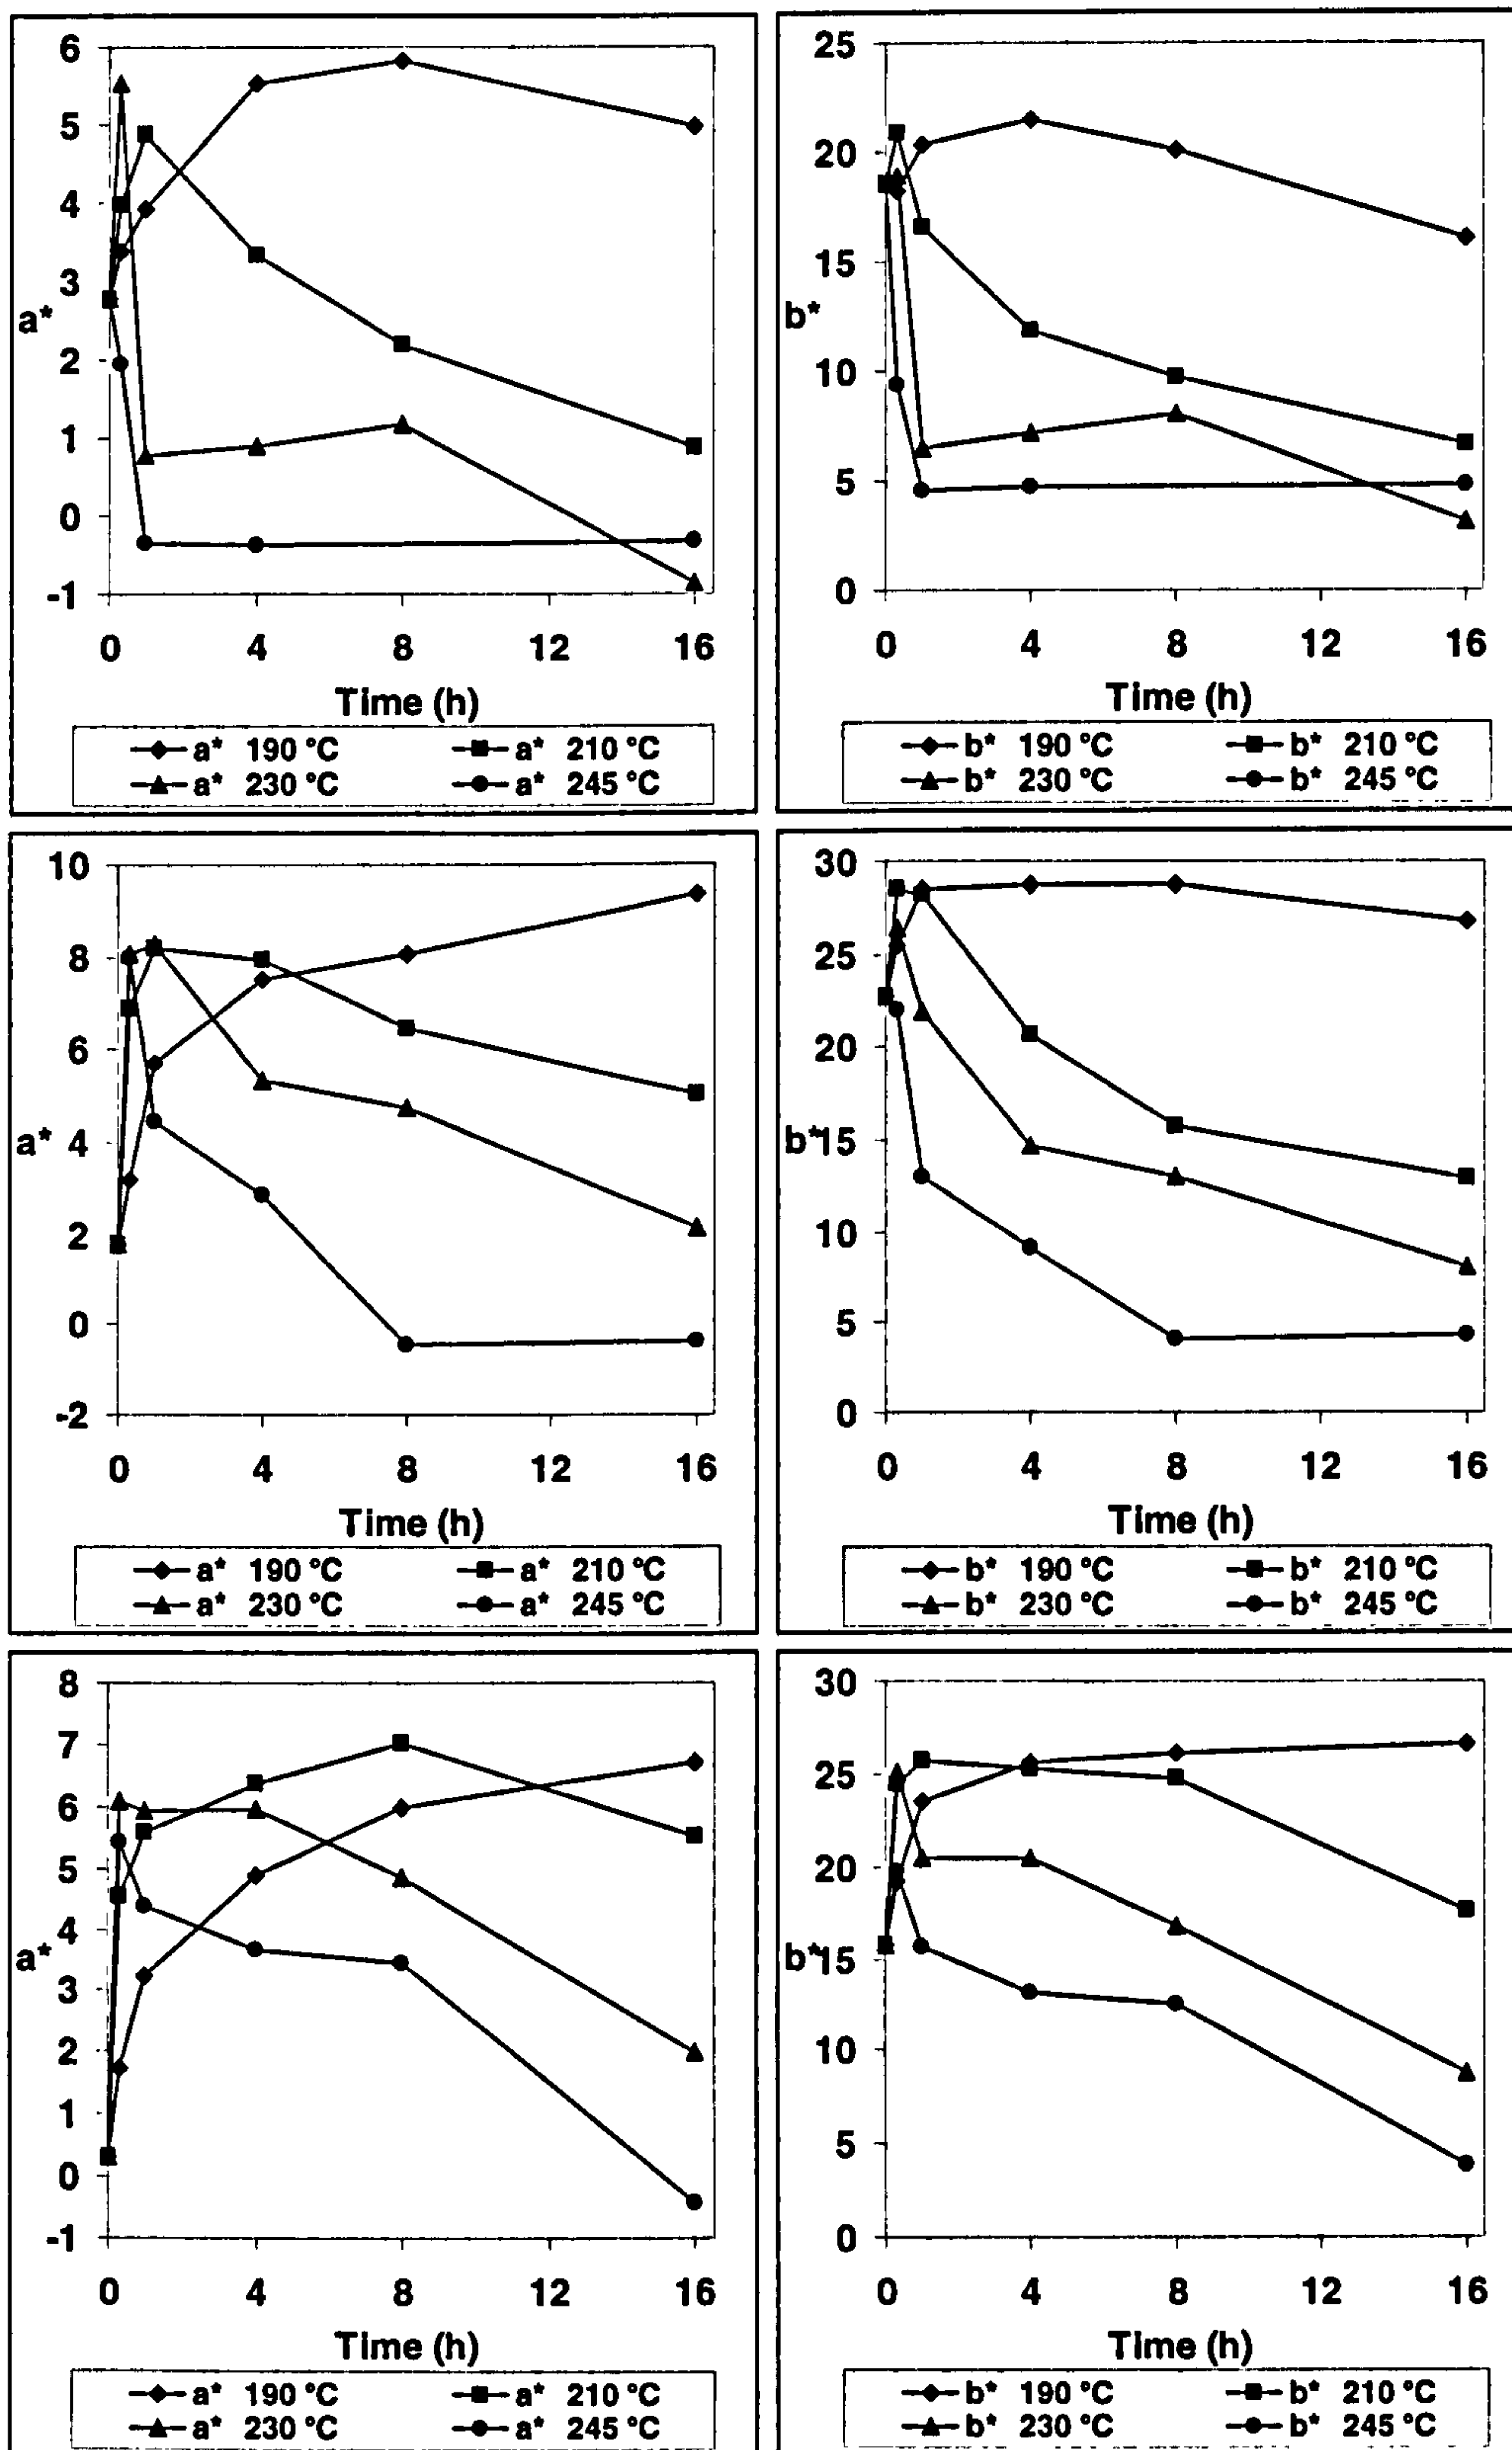 6
5
4
3
a*
2
1
0
-1
0 4 8 12 16
Time (h)
a* 190 °C a* 210 °C
a* 230 °C a* 245 °C
25
20
15
b*
10
5
0
0 4 8 12 16
Time (h)
b* 190 °C b* 210 °C
b* 230 °C b* 245 °C
10
8
6
a* 4
2
0
-2
0 4 8 12 16
Time (h)
a* 190 °C a* 210 °C
a* 230 °C a* 245 °C
30
25
20
b* 15
10
5
0
0 4 8 12 16
Time (h)
b* 190 °C b* 210 °C
b* 230 °C b* 245 °C
8
7
6
5
4
a*
3
2
1
0
-1
0 4 8 12 16
Time (h)
a* 190 °C a* 210 °C
a* 230 °C a* 245 °C
30
25
20
b* 15
10
5
0
0 4 8 12 16
Time (h)
b* 190 °C b* 210 °C
b* 230 °C b* 245 °C